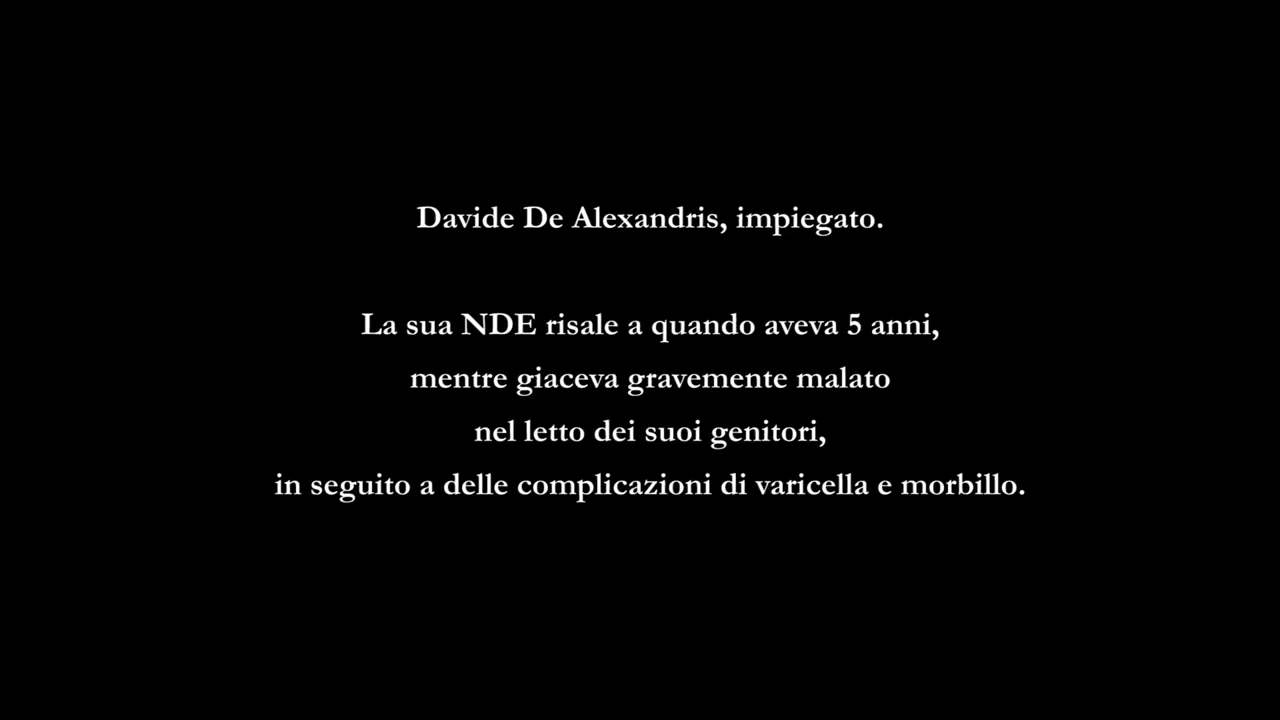 Davide De Alexandris, impiegato.
La sua NDE risale a quando aveva 5 anni,
mentre giaceva gravemente malato
nel letto dei suoi genitori,
in seguito a delle complicazioni di varicella e morbillo.